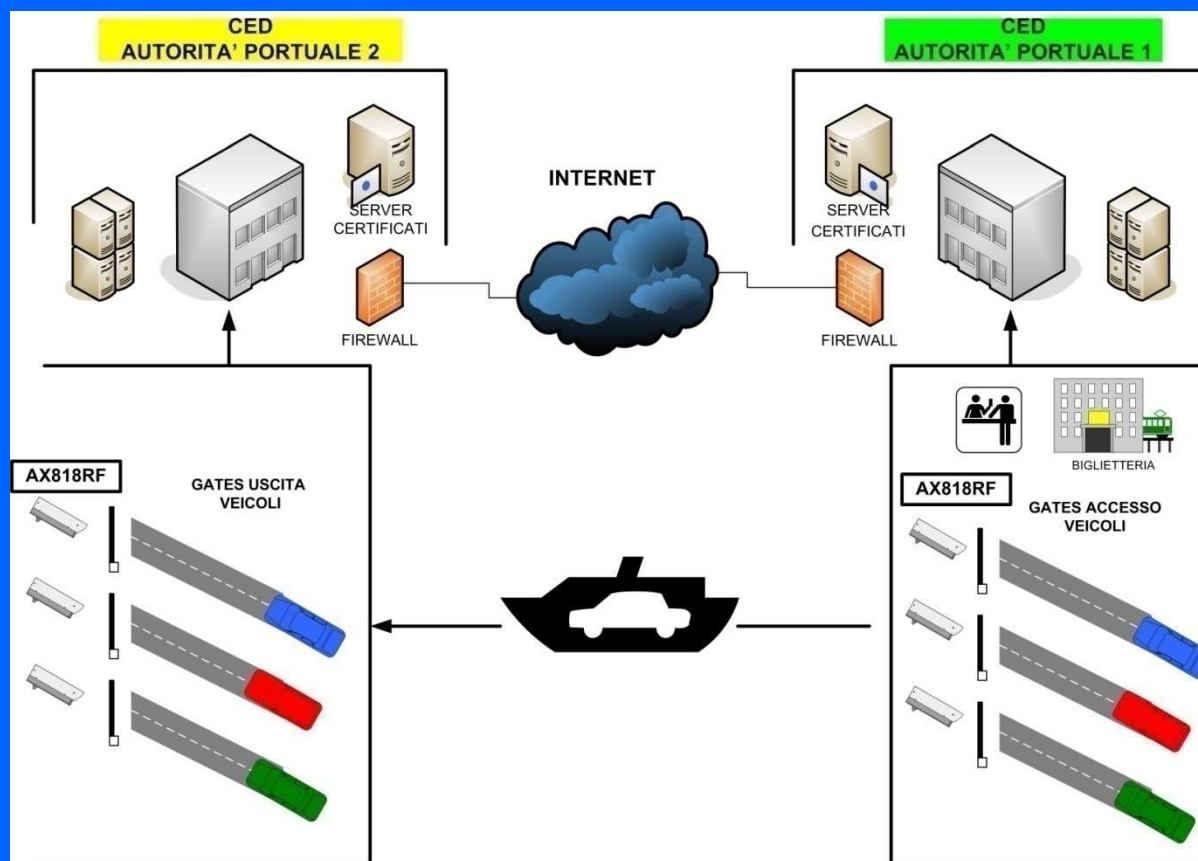 CED
AUTORITA' PORTUALE 2
CED
AUTORITA' PORTUALE 1
INTERNET
SERVER
CERTIFICATI
SERVER
CERTIFICATI
FIREWALL
FIREWALL
BIGLIETTERIA
AX818RF
GATES USCITA
VEICOLI
AX818RF
GATES ACCESSO
VEICOLI